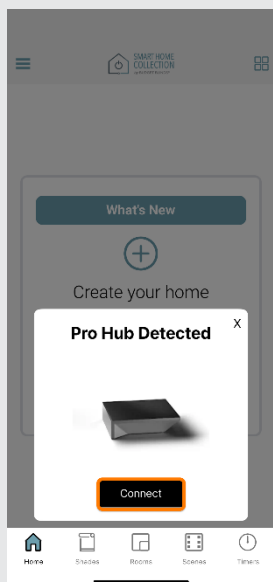 SMART HOME
COLLECTION
What's New
Create your home
Pro Hub Detected
X
Connect
Home
Shades
Rooms
Scenes
Timers